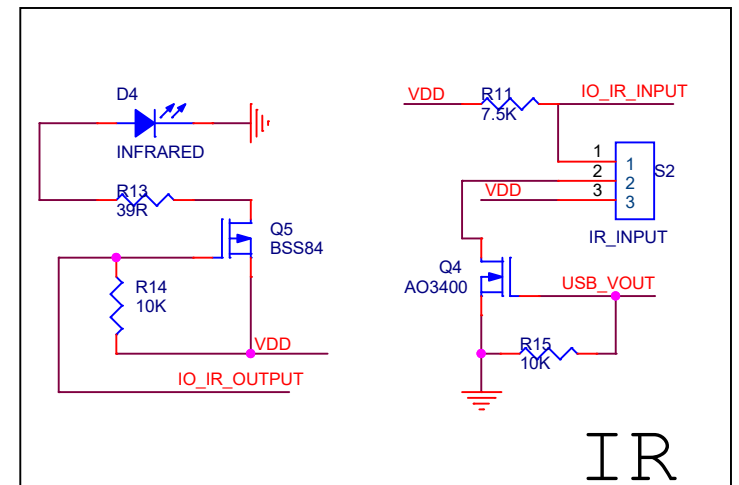 D4
INFRARED
R13
39R
Q5
BSS84
R14
10K
VDD
IO_IR_OUTPUT
VDD
R11
7.5K
IO_IR_INPUT
1
2
3
1
2
3
S2
VDD
IR_INPUT
Q4
AO3400
USB_VOUT
R15
10K
IR